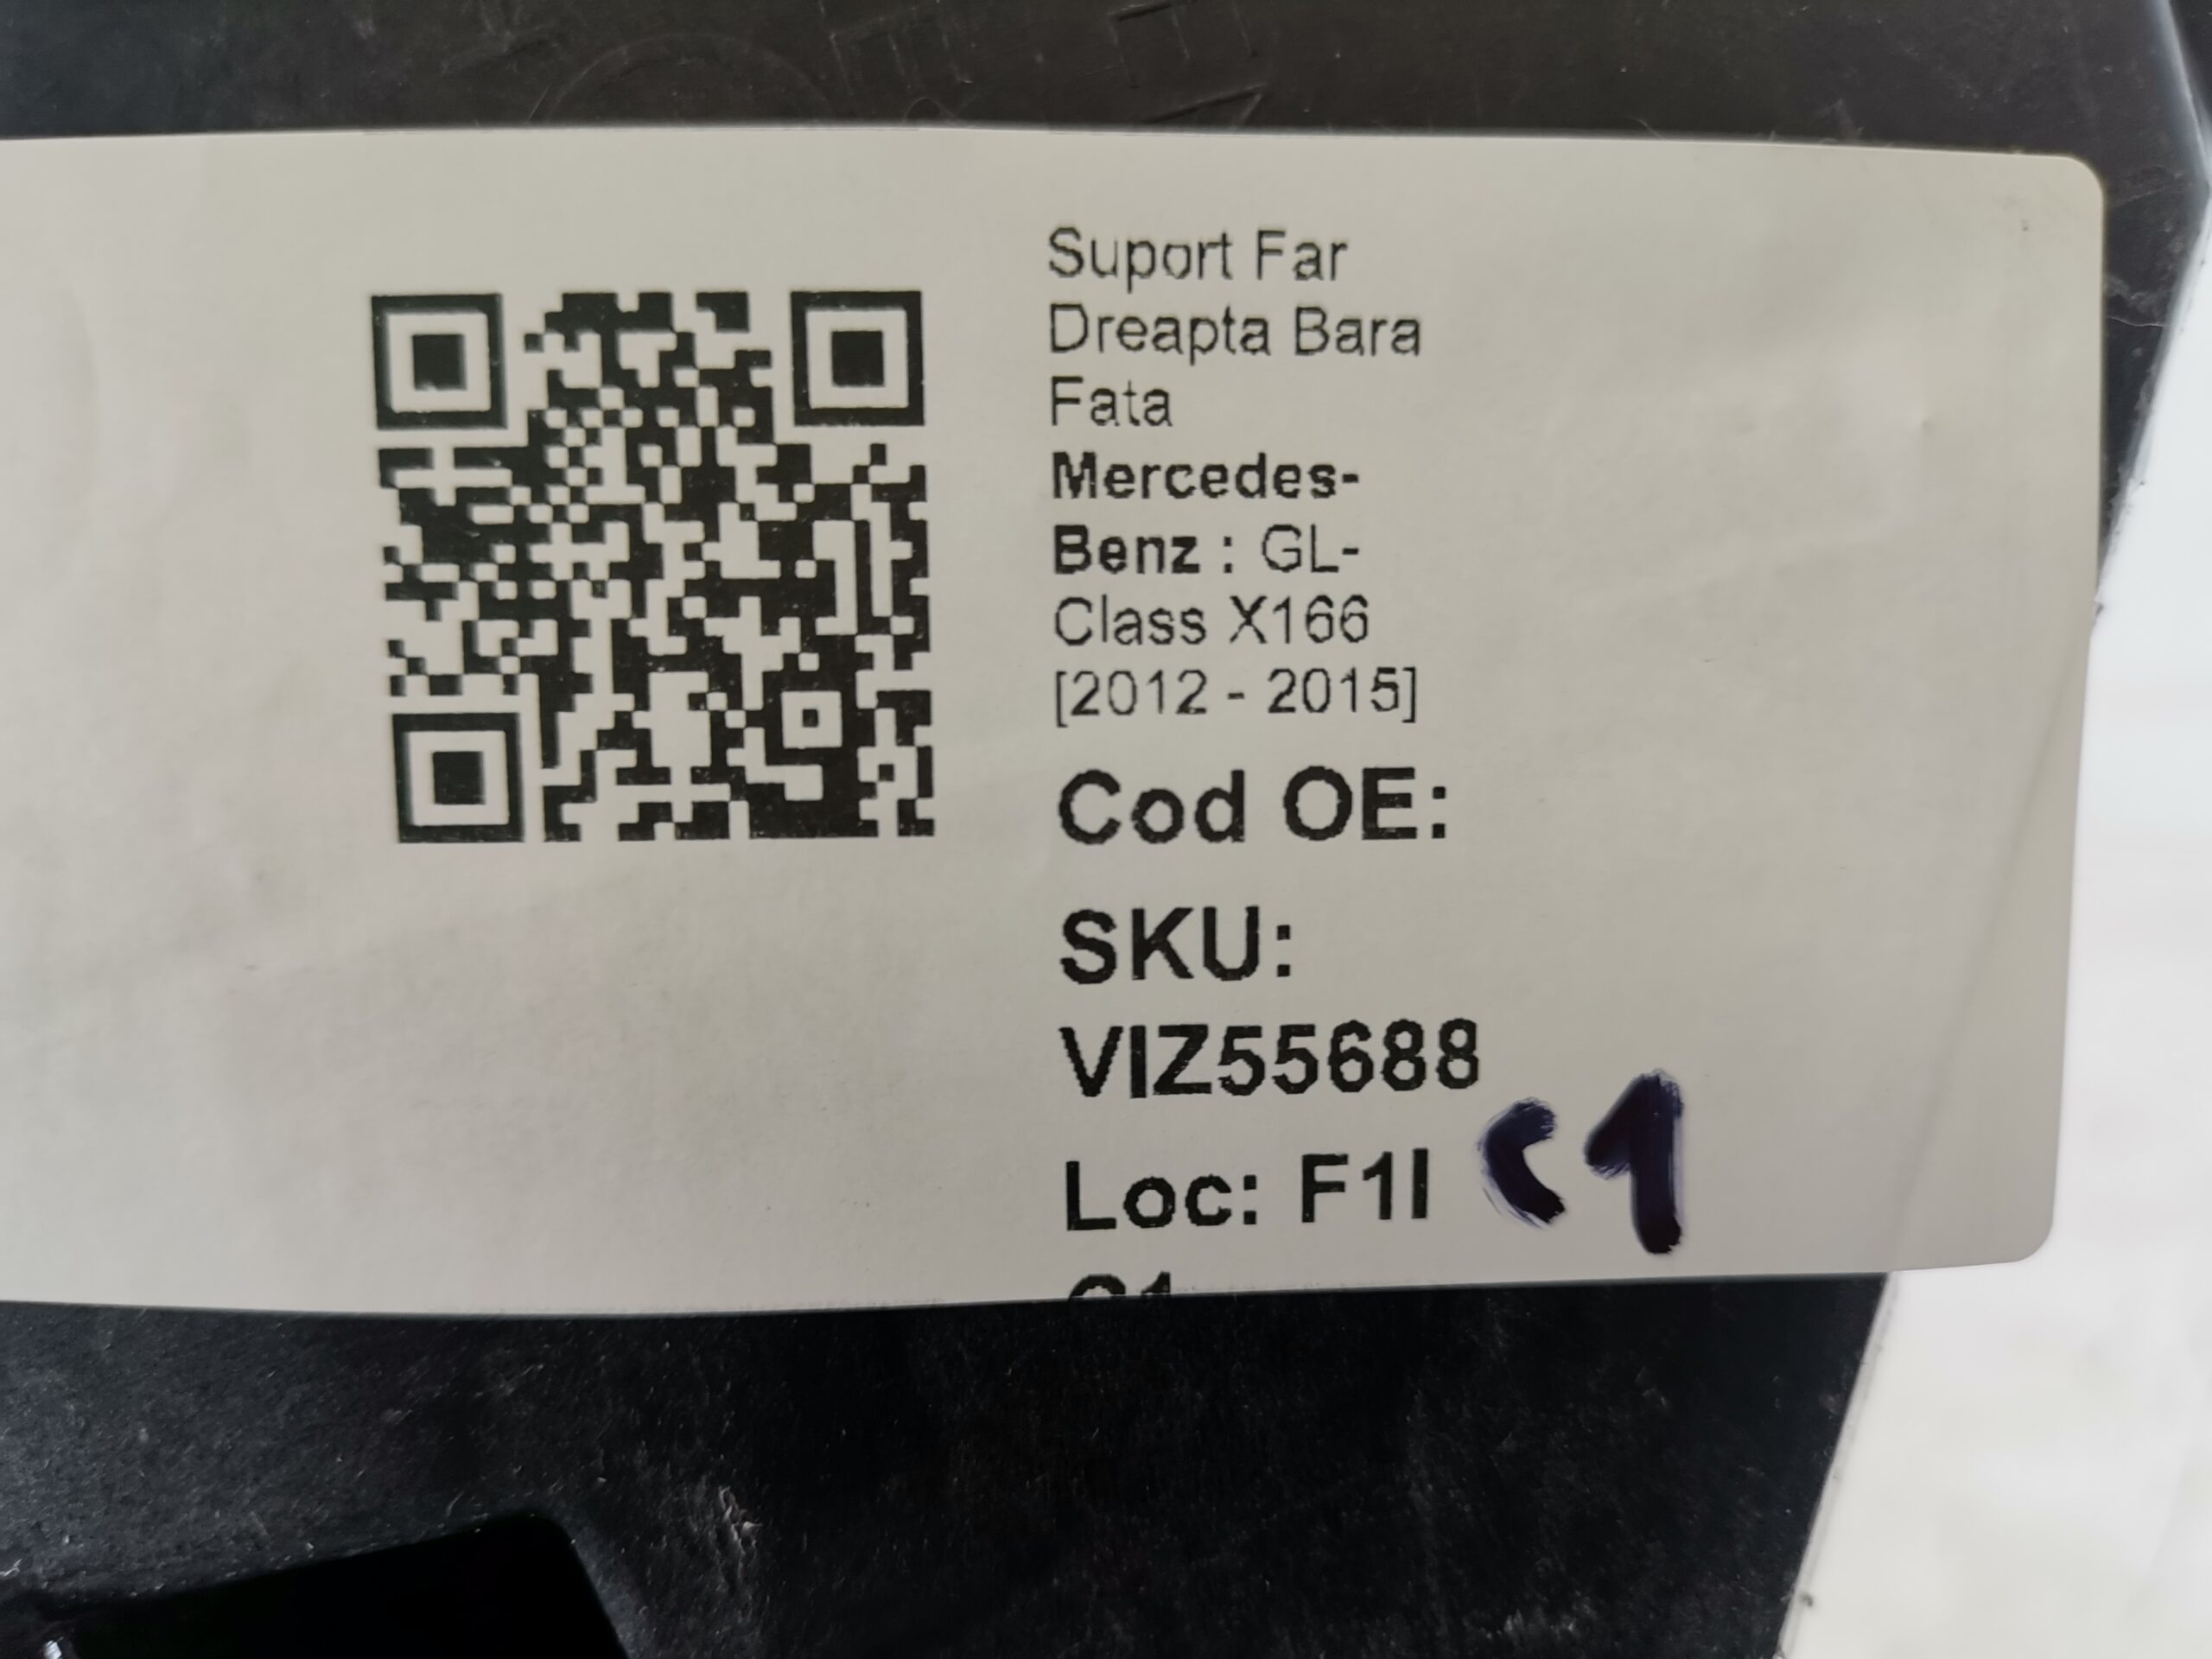 Suport Far
Dreapta Bara
Fata
Mercedes-
Benz : GL-
Class X166
[2012 - 2015]
Cod OE:
SKU:
VIZ55688
Loc: F1I C1